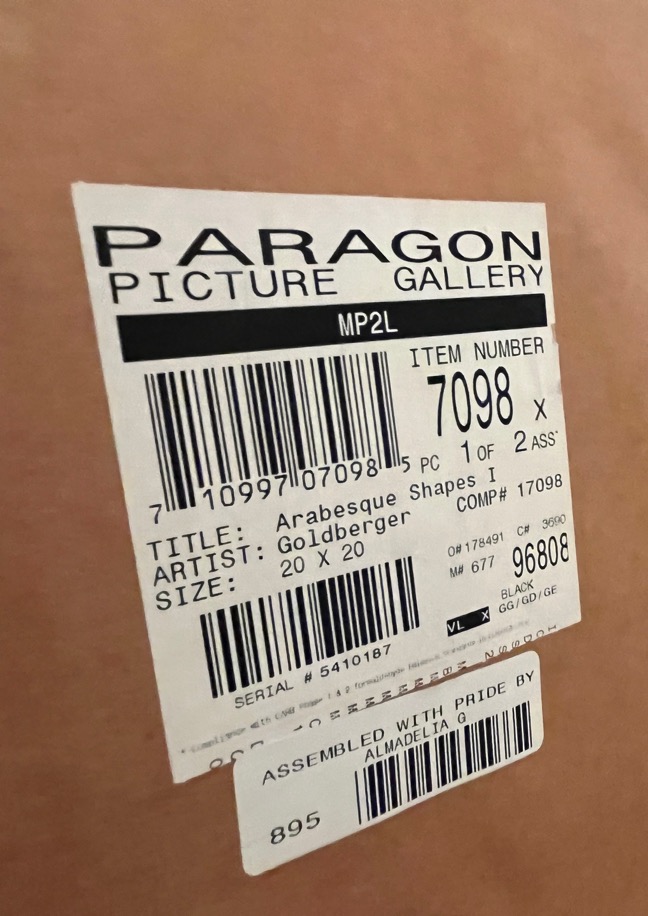 PARAGON
PICTURE GALLERY
MP2L
ITEM NUMBER
7098 X
7 10997 07098 5
PC 1 OF 2 ASS'
TITLE: Arabesque Shapes I
COMP# 17098
ARTIST: Goldberger
SIZE: 20 X 20
O# 178491 C# 3690
M# 677 96808
BLACK
GG/GD/GE
VL X
SERIAL # 5410187
ASSEMBLED WITH PRIDE BY
ALMADELIA G
895